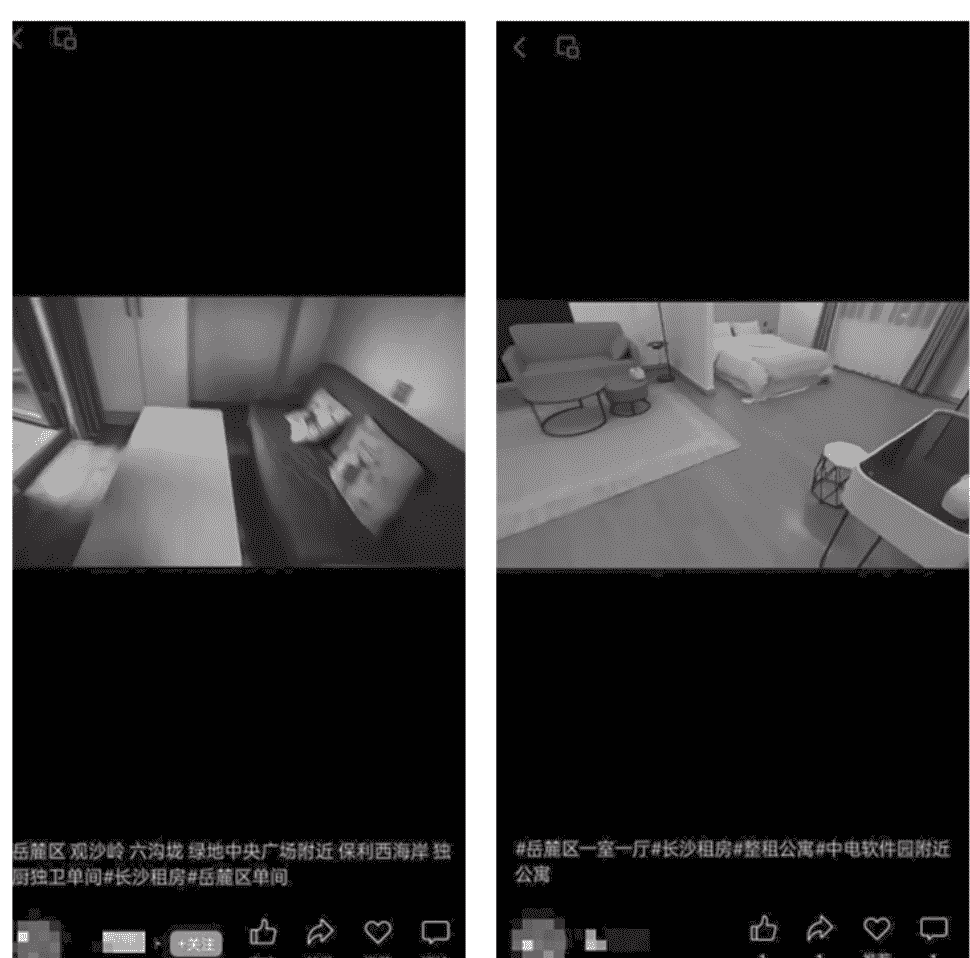 岳麓区 观沙岭 六沟垅 绿地中央广场附近 保利西海岸 独
厨独卫单间#长沙租房#岳麓区单间
+关注
#岳麓区一室一厅#长沙租房#整租公寓#中电软件园附近
公寓